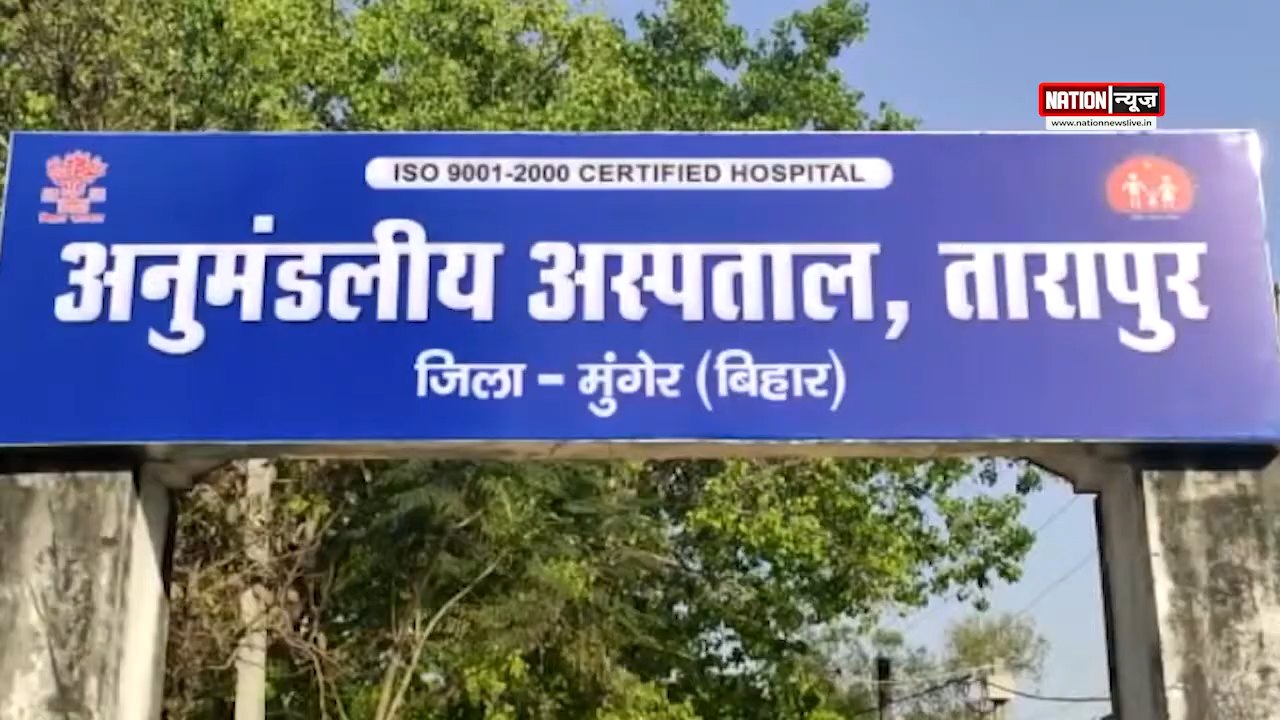 NATION न्यूज़
www.nationnewslive.in
ISO 9001-2000 CERTIFIED HOSPITAL
अनुमंडलीय अस्पताल, तारापुर
जिला - मुंगेर (बिहार)